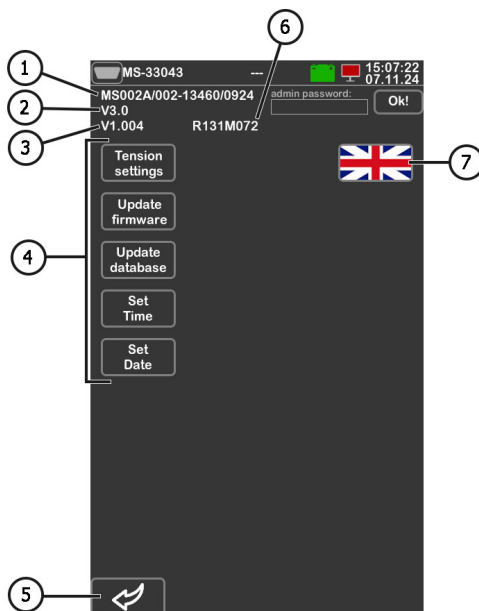 6
MS-33043 --- 15:07:22
07.11.24
1
MS002A/002-13460/0924 admin password: Ok!
2
V3.0
3
V1.004 R131M072
4
Tension
settings
7
Update
firmware
Update
database
Set
Time
Set
Date
5